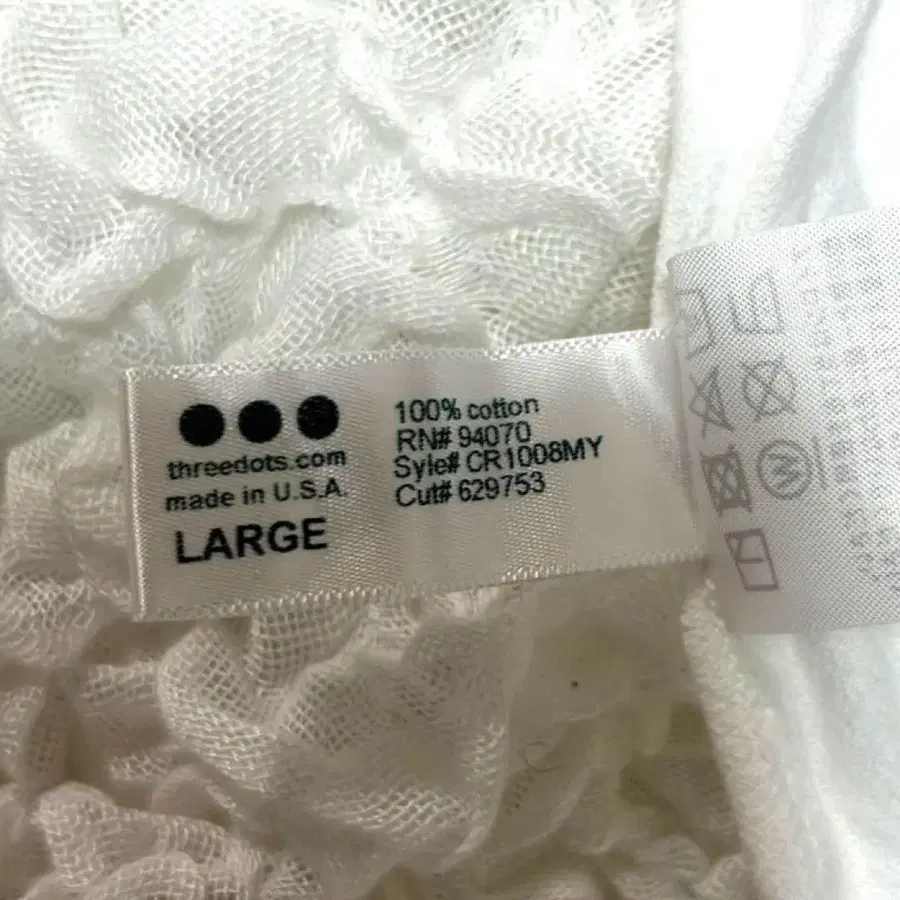 threedots.com
made in U.S.A.
LARGE
100% cotton
RN# 94070
Syle# CR1008MY
Cut# 629753
W